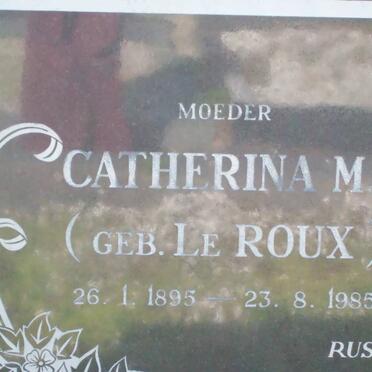 MOEDER
CATHERINA M.
( GEB. LE ROUX )
26. 1. 1895 — 23. 8. 1985
RUS